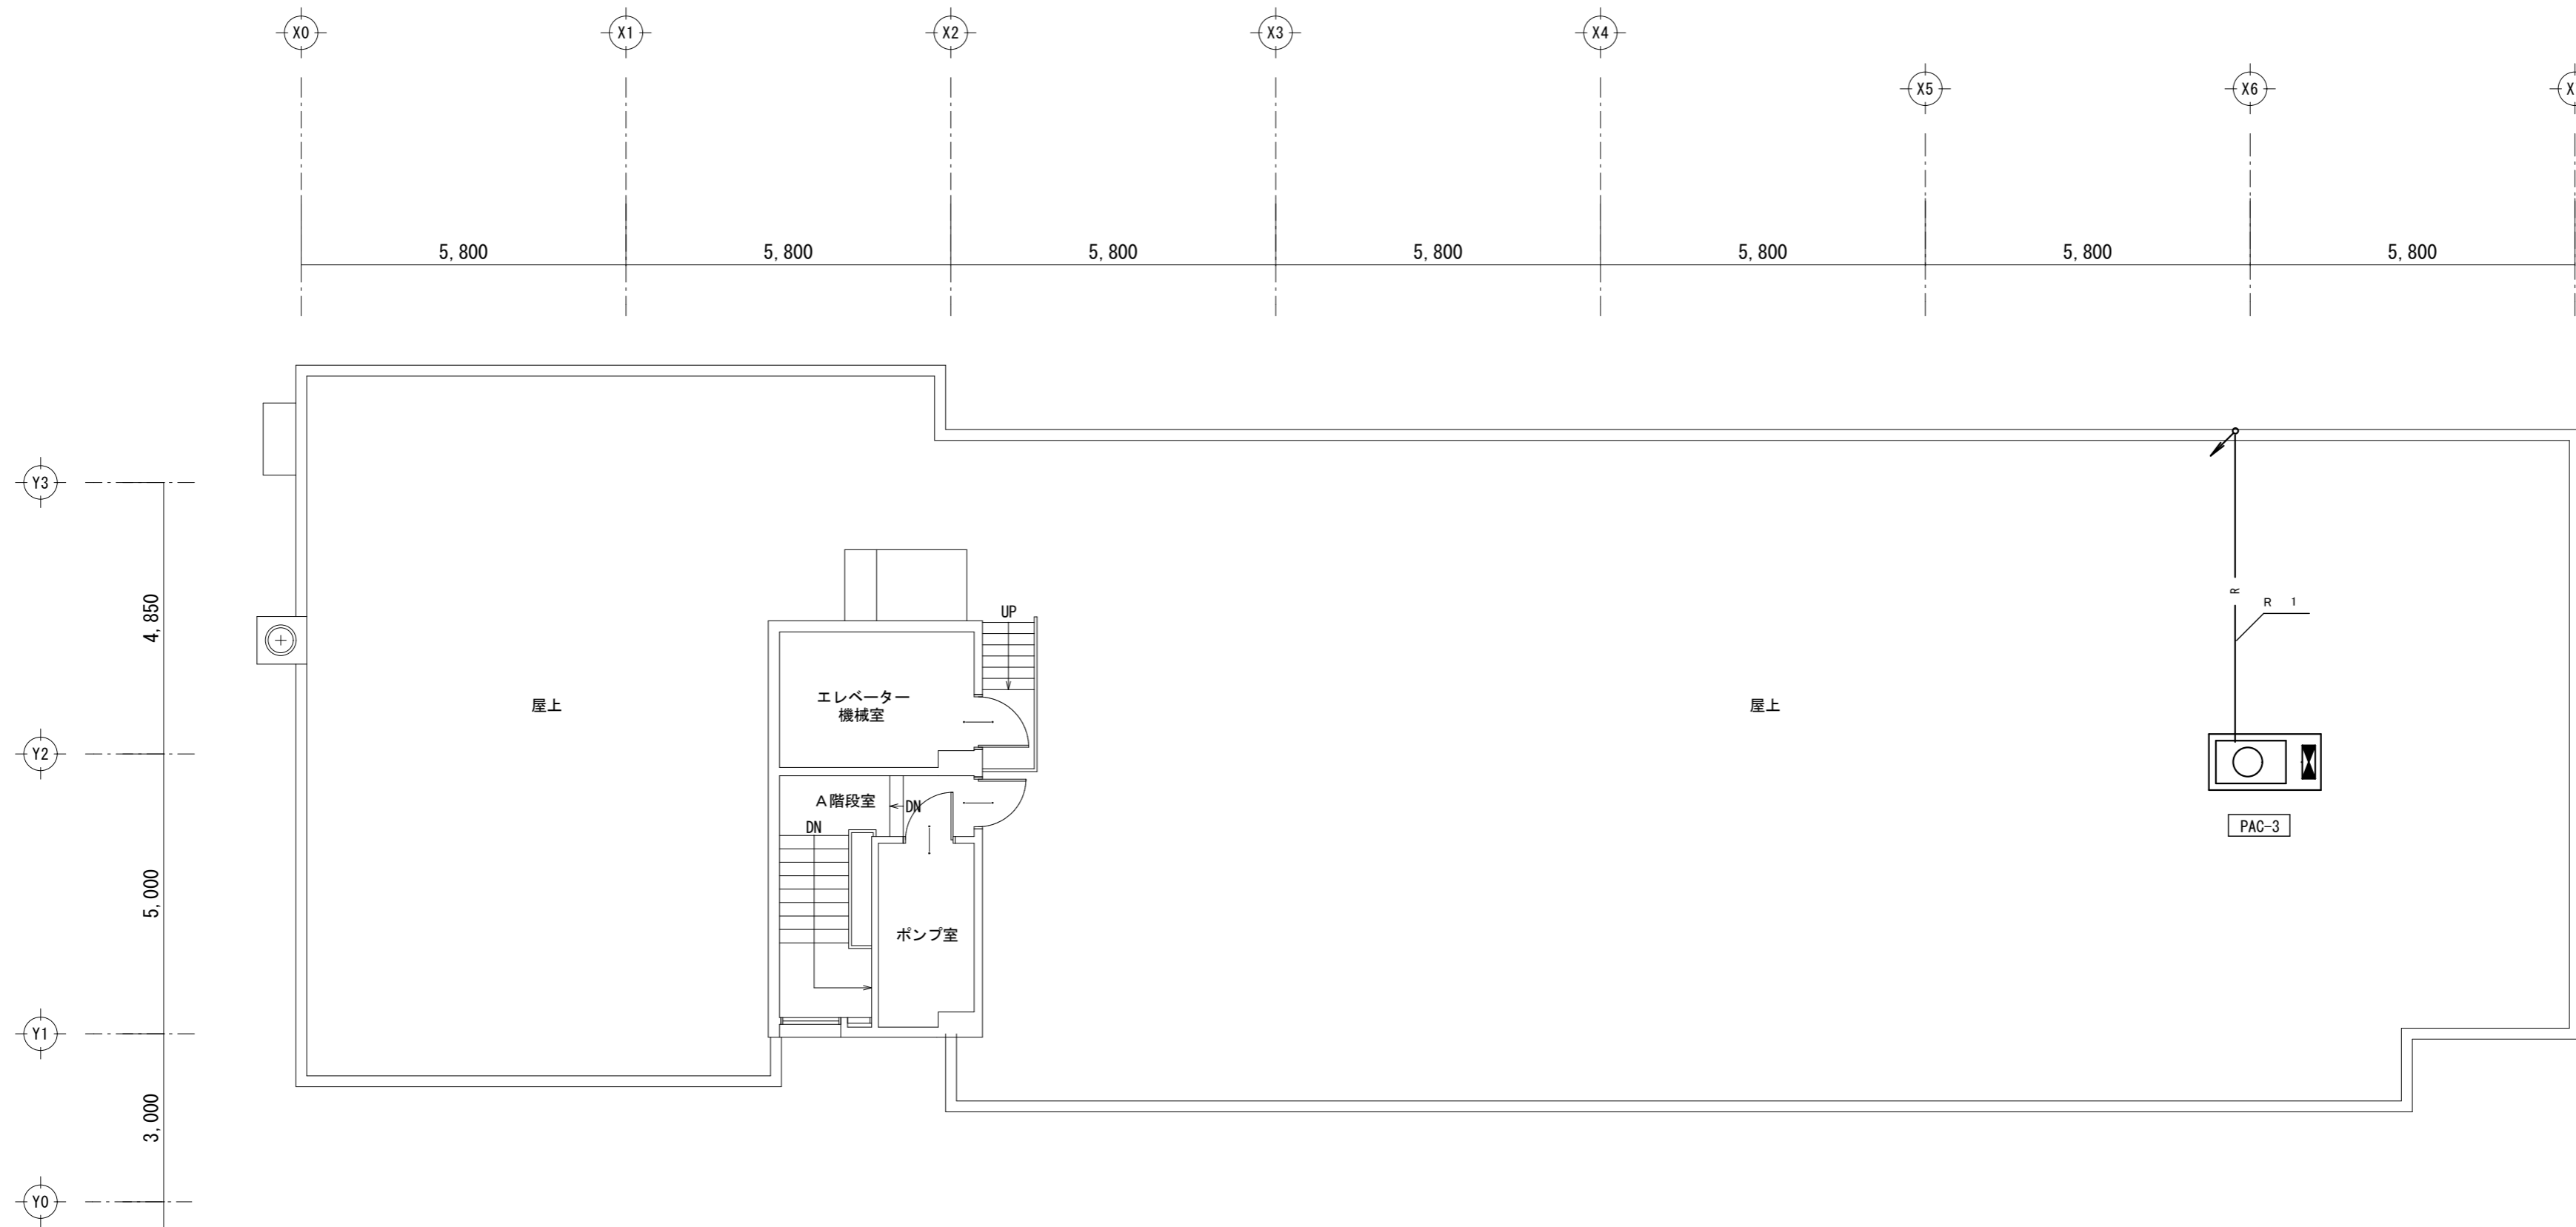 X0
X1
X2
X3
X4
X5
X6
X
5,800
5,800
5,800
5,800
5,800
5,800
5,800
Y3
4,850
Y2
5,000
Y1
3,000
Y0
屋上
UP
エレベーター
機械室
A階段室
DN
DN
ポンプ室
屋上
R
R 1
PAC-3